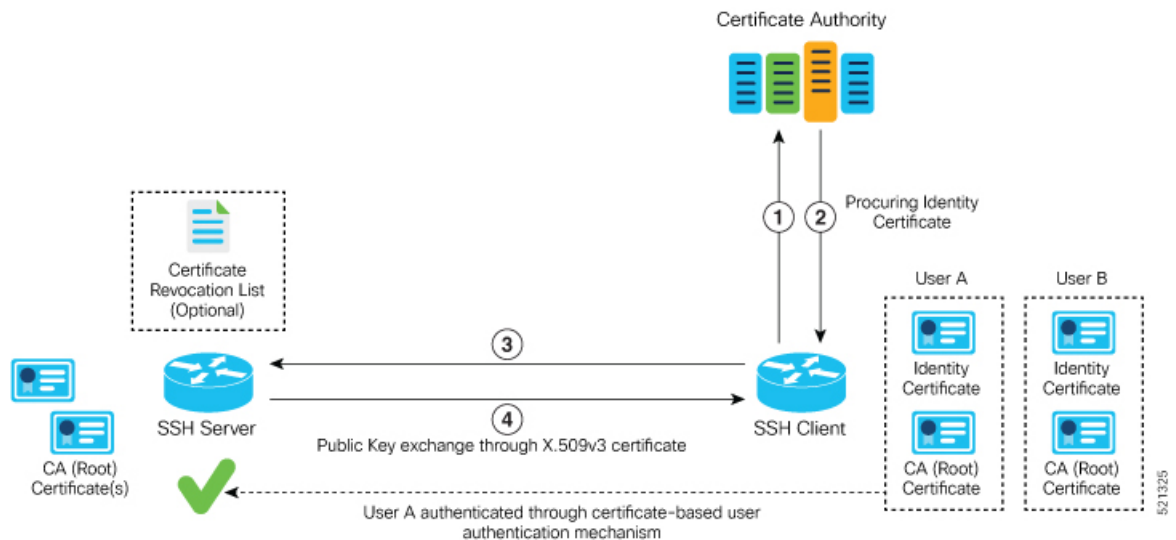 Certificate Authority
1
2
Procuring Identity
Certificate
Certificate
Revocation List
(Optional)
User A
User B
Identity
Certificate
Identity
Certificate
3
SSH Server
4
SSH Client
Public Key exchange through X.509v3 certificate
CA (Root)
Certificate(s)
CA (Root)
Certificate
CA (Root)
Certificate
User A authenticated through certificate-based user
authentication mechanism
521325